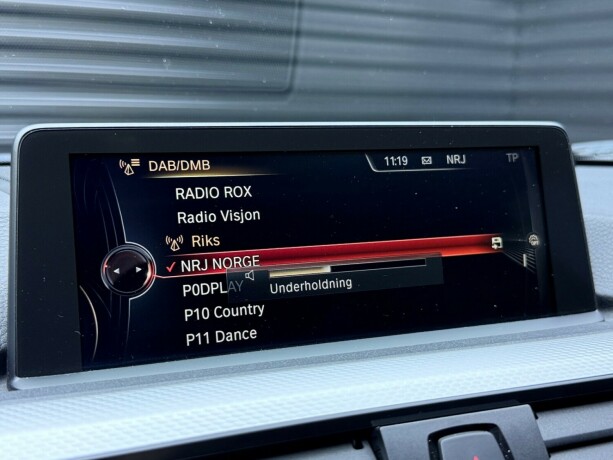 DAB/DMB
11:19 NRJ TP
RADIO ROX
Radio Visjon
Riks
NRJ NORGE
P0DPLAY
Underholdning
P10 Country
P11 Dance